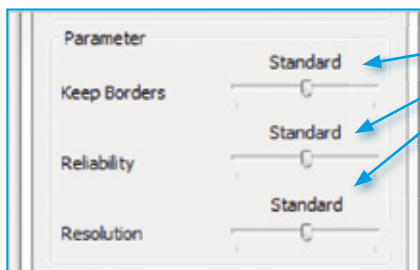 Parameter
Standard
Keep Borders
Standard
Reliability
Standard
Resolution